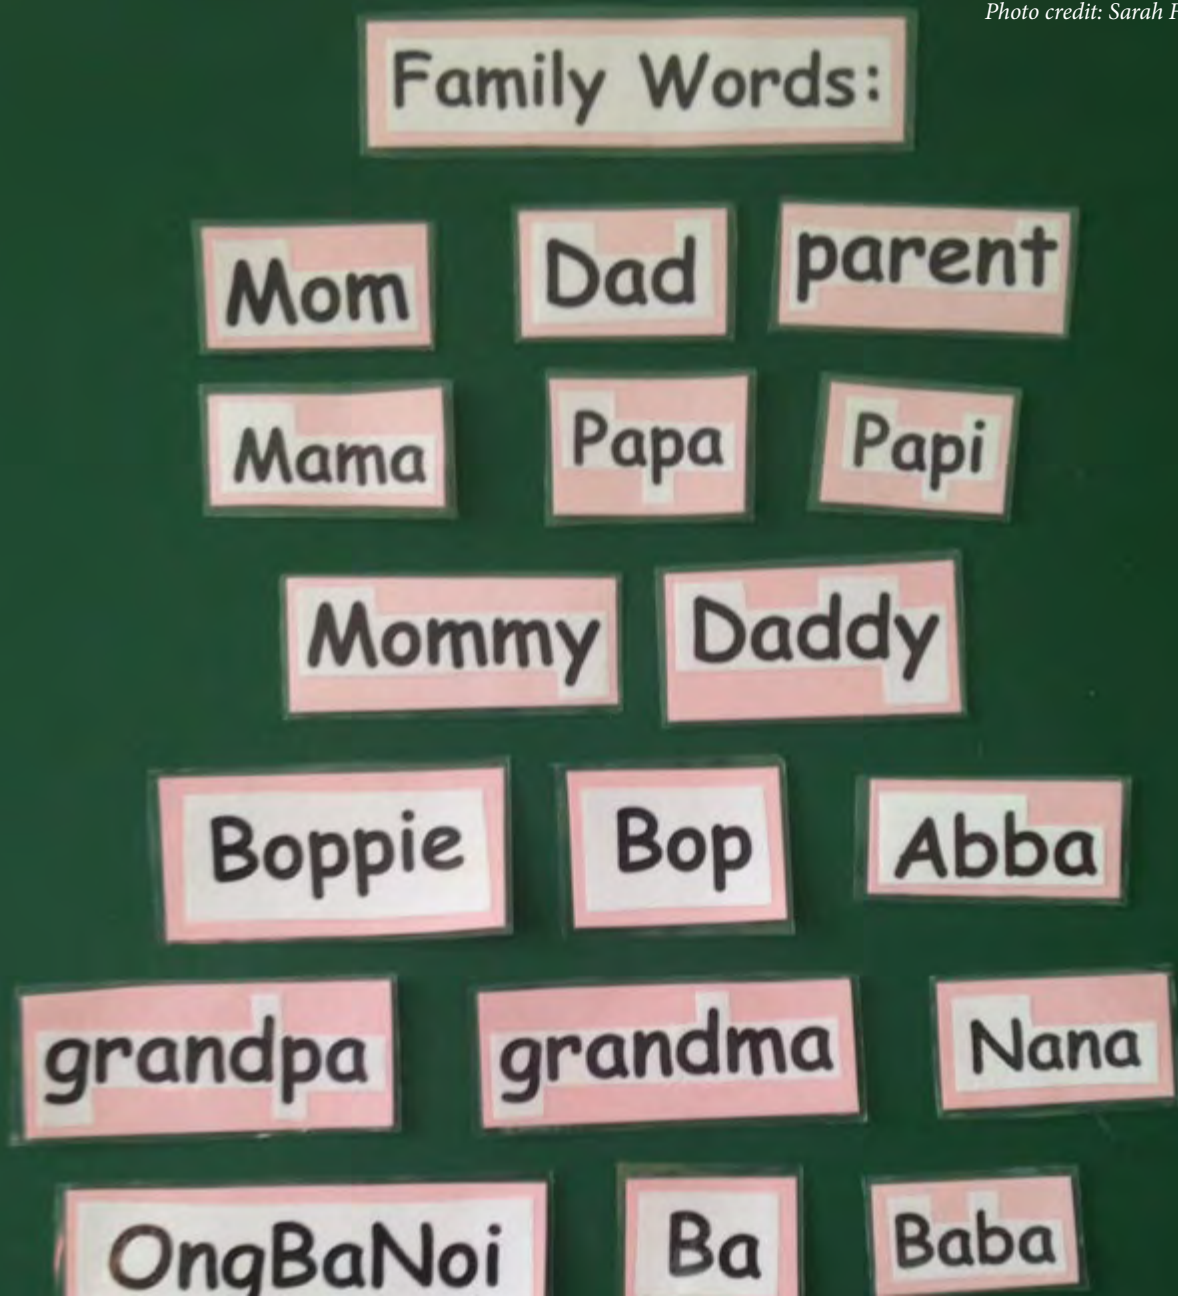 Photo credit: Sarah
Family Words:
Mom Dad parent
Mama Papa Papi
Mommy Daddy
Boppie Bop Abba
grandpa grandma Nana
OngBaNoi Ba Baba